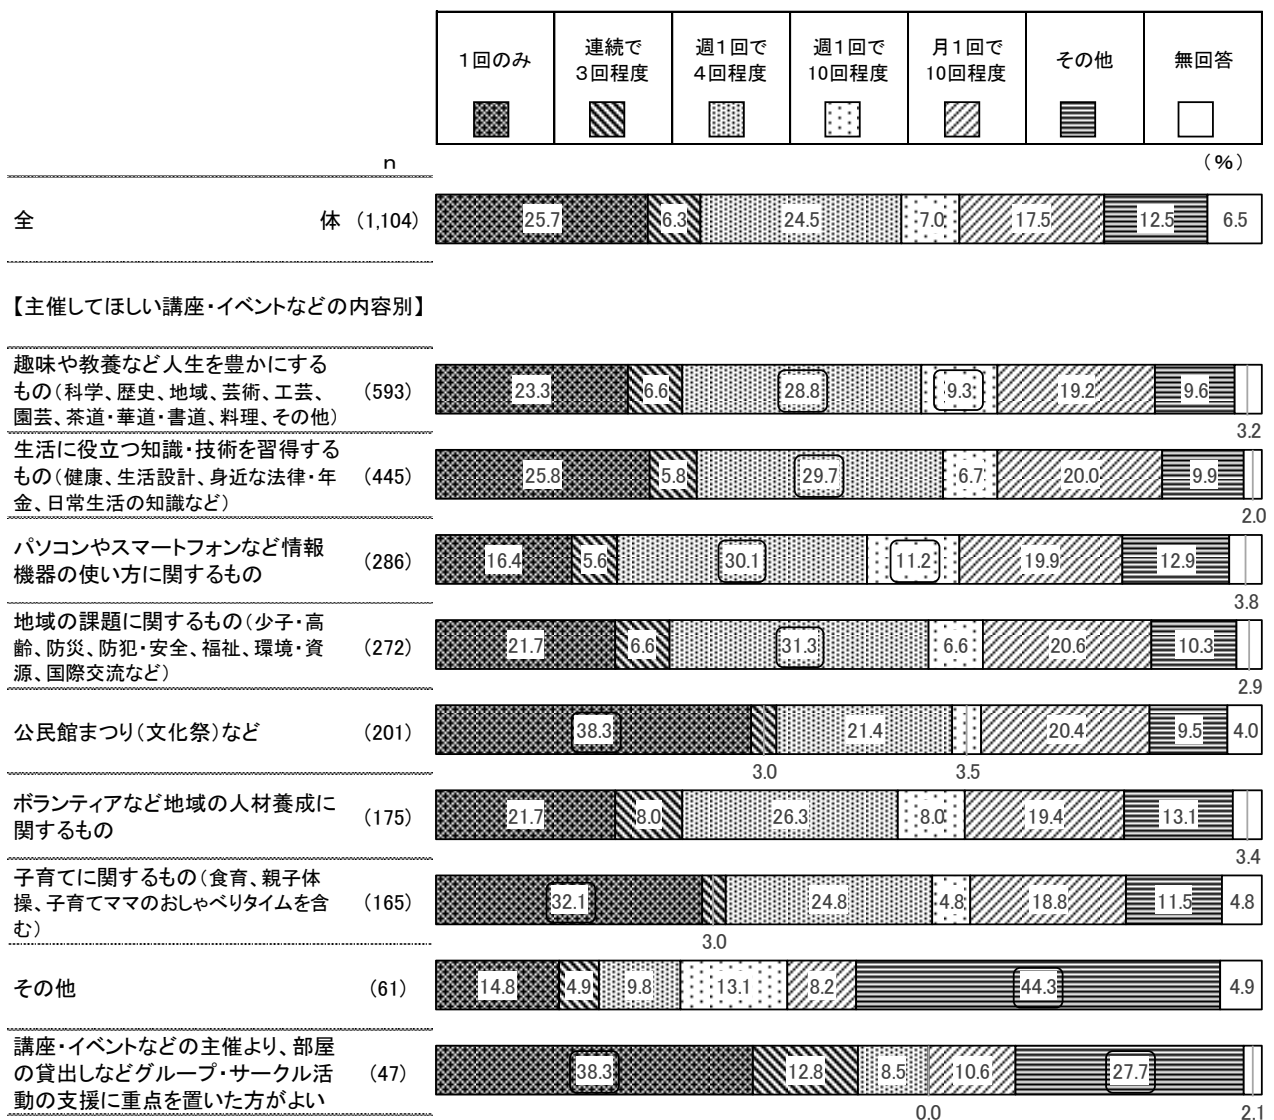 1回のみ
連続で
3回程度
週1回で
4回程度
週1回で
10回程度
月1回で
10回程度
その他
無回答
n
(%)
全 体 (1,104) 25.7 6.3 24.5 7.0 17.5 12.5 6.5
【主催してほしい講座・イベントなどの内容別】
趣味や教養など人生を豊かにする
もの(科学、歴史、地域、芸術、工芸、
園芸、茶道・華道・書道、料理、その他)
(593) 23.3 6.6 28.8 9.3 19.2 9.6
3.2
生活に役立つ知識・技術を習得する
もの(健康、生活設計、身近な法律・年
金、日常生活の知識など)
(445) 25.8 5.8 29.7 6.7 20.0 9.9
2.0
パソコンやスマートフォンなど情報
機器の使い方に関するもの
(286) 16.4 5.6 30.1 11.2 19.9 12.9
3.8
地域の課題に関するもの(少子・高
齢、防災、防犯・安全、福祉、環境・資
源、国際交流など)
(272) 21.7 6.6 31.3 6.6 20.6 10.3
2.9
公民館まつり(文化祭)など (201) 38.3 21.4 20.4 9.5 4.0
3.0 3.5
ボランティアなど地域の人材養成に
関するもの
(175) 21.7 8.0 26.3 8.0 19.4 13.1
3.4
子育てに関するもの(食育、親子体
操、子育てママのおしゃべりタイムを含
む)
(165) 32.1 24.8 4.8 18.8 11.5 4.8
3.0
その他 (61) 14.8 4.9 9.8 13.1 8.2 44.3 4.9
講座・イベントなどの主催より、部屋
の貸出しなどグループ・サークル活
動の支援に重点を置いた方がよい
(47) 38.3 12.8 8.5 10.6 27.7
0.0 2.1